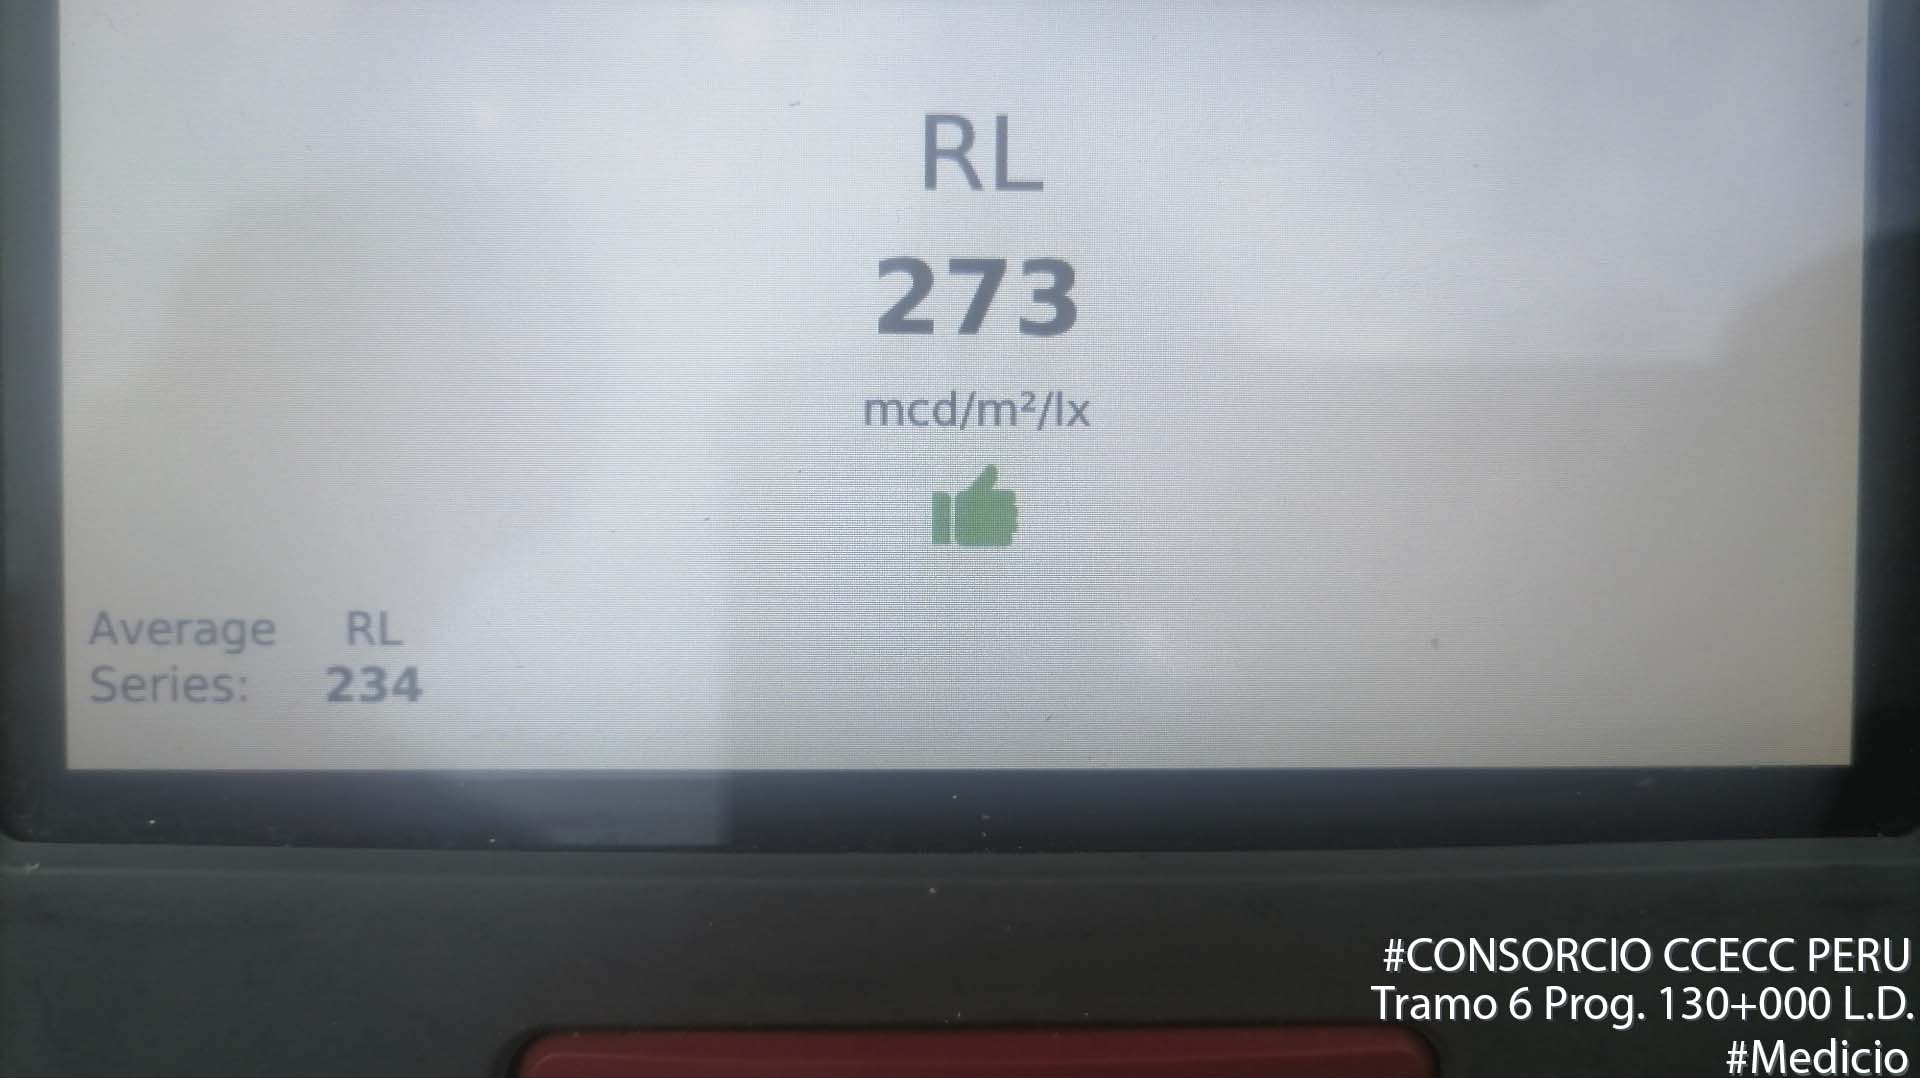 RL
273
mcd/m²/lx
Average RL
Series: 234
#CONSORCIO CCECC PERU
Tramo 6 Prog. 130+000 L.D.
#Medicio